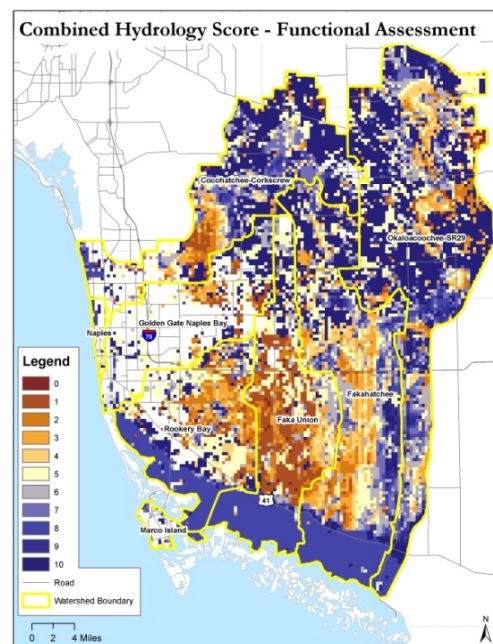 Combined Hydrology Score - Functional Assessment
Cocohatchee-Corkscrew
Okaloacoochee-SR29
Golden Gate Naples Bay
Naples
75
Legend
0
1
2
3
4
5
6
7
8
9
10
Road
Watershed Boundary
Fakahatchee
Faka Union
Rookery Bay
41
Marco Island
0 2 4 Miles
N